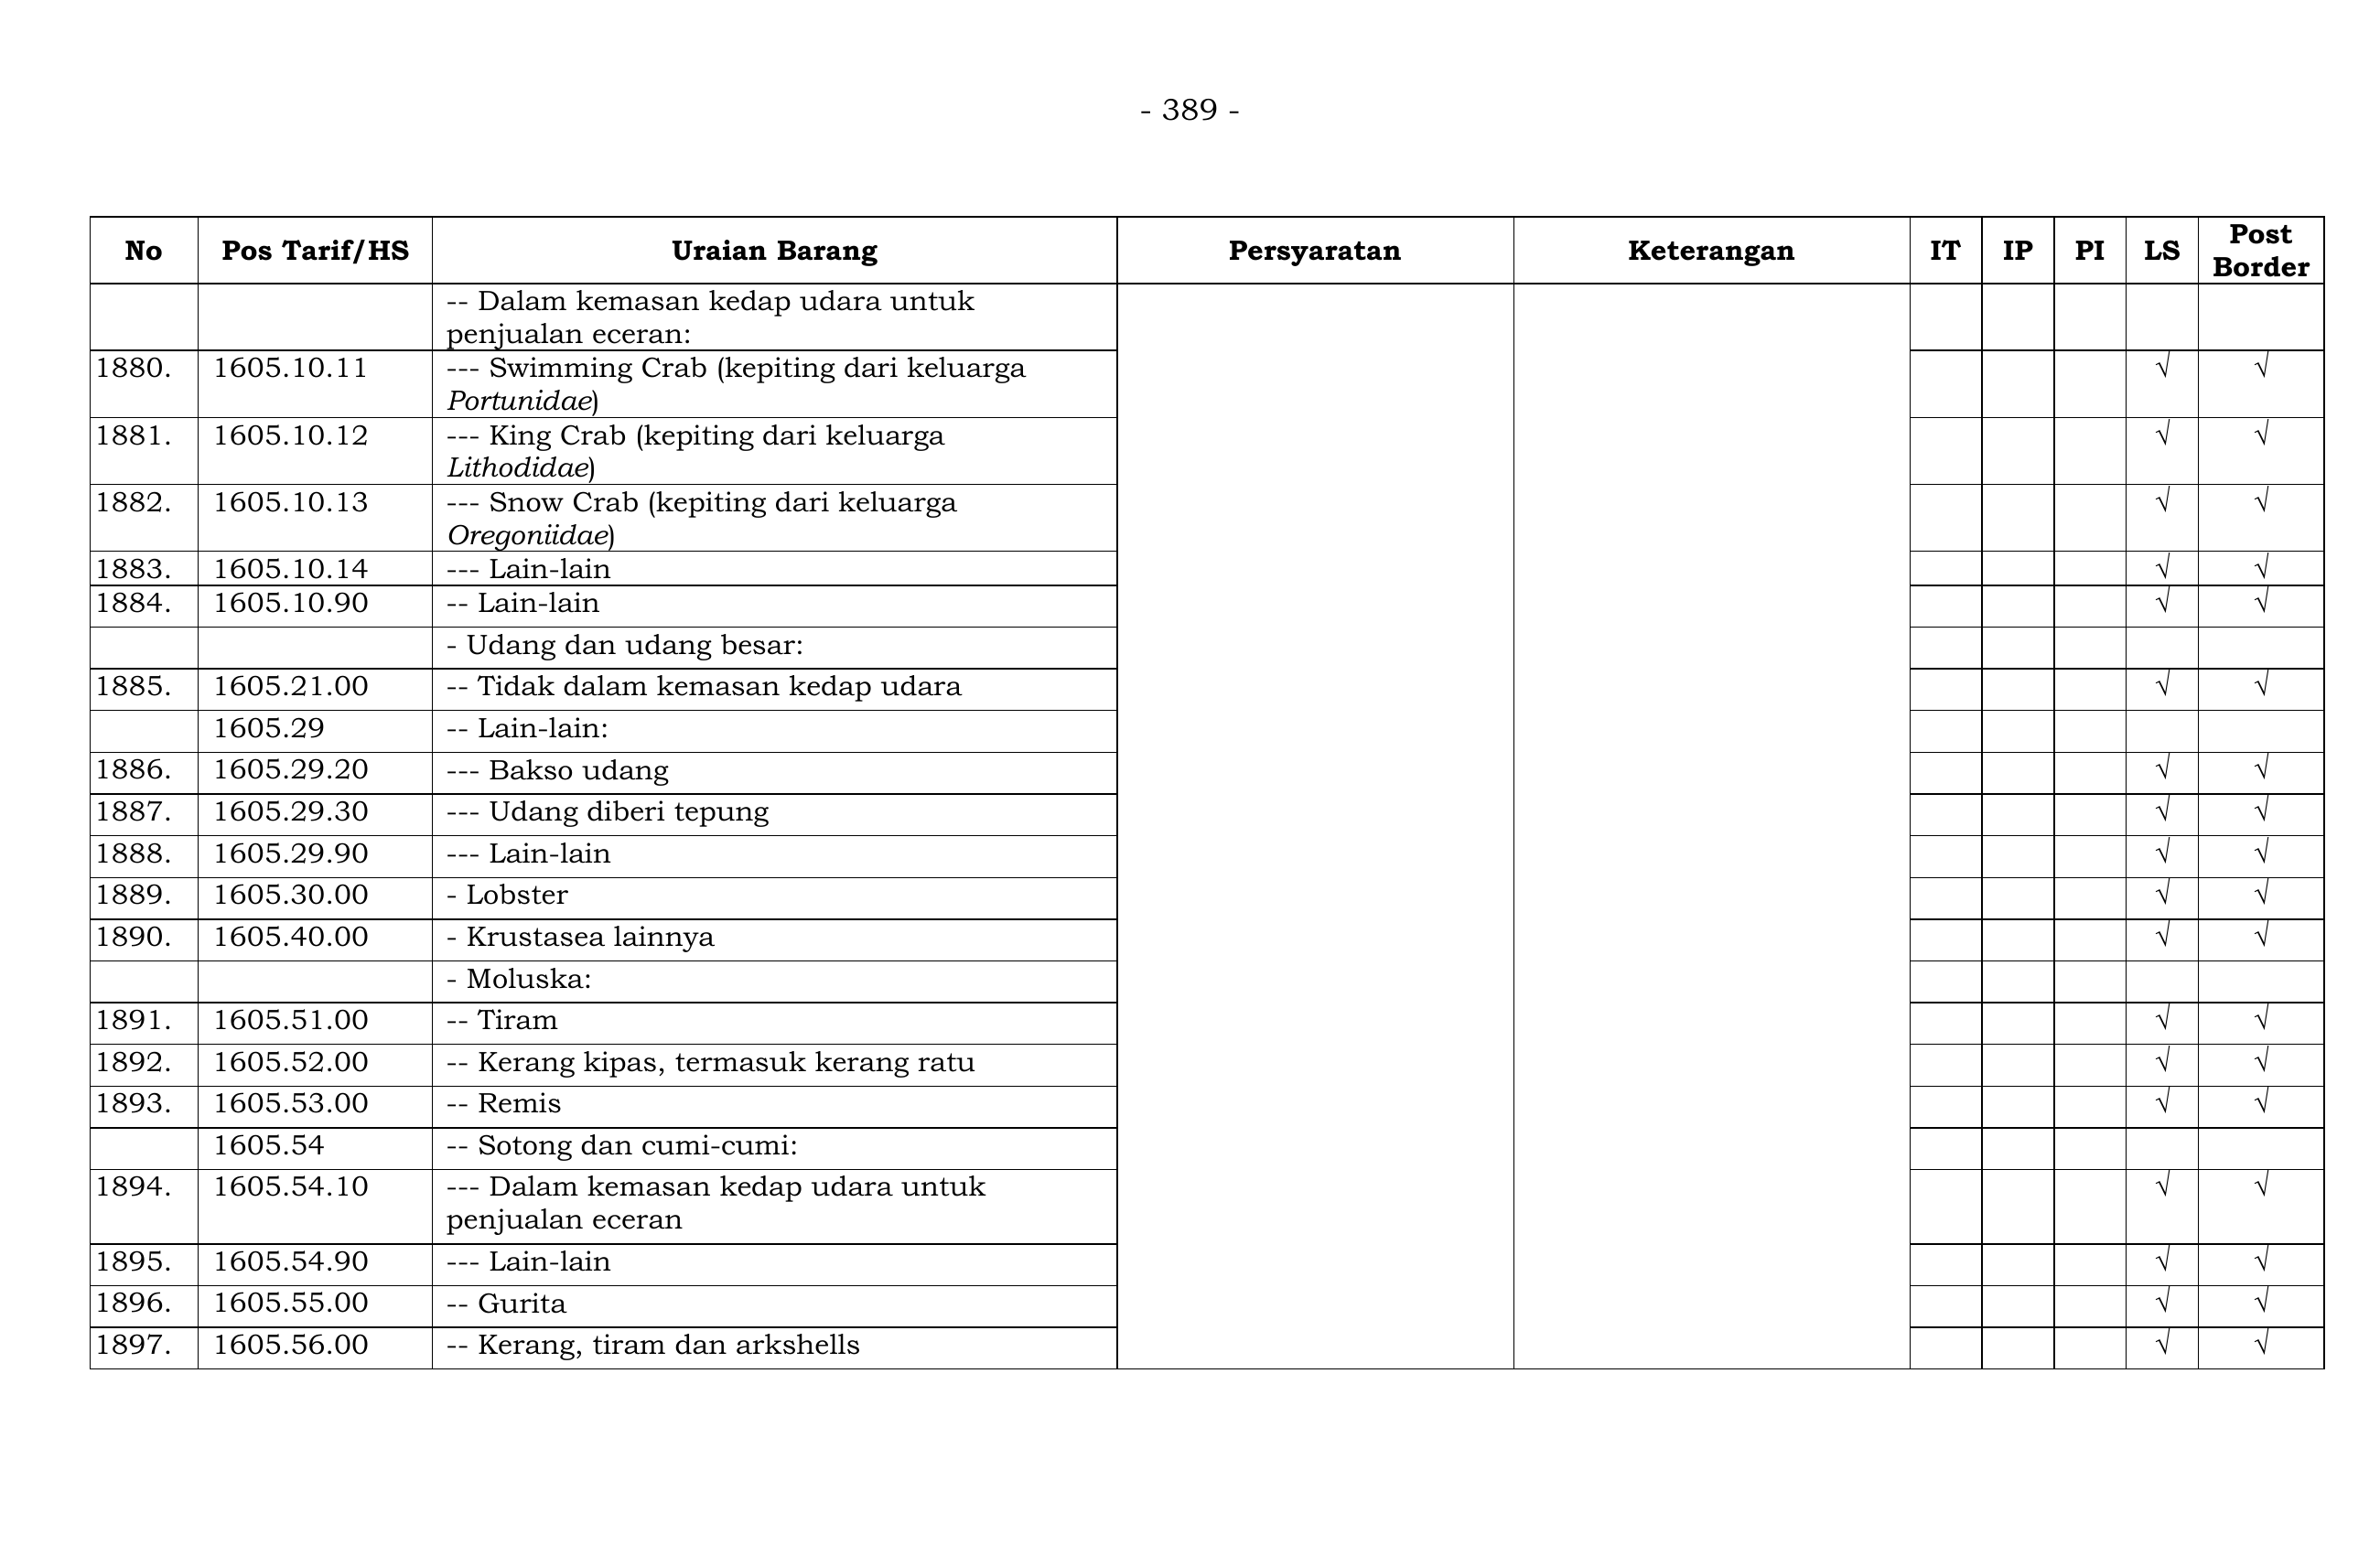 - 389 -
No Pos Tarif/HS Uraian Barang Persyaratan Keterangan IT IP PI LS Post Border
-- Dalam kemasan kedap udara untuk
penjualan eceran:
1880. 1605.10.11 --- Swimming Crab (kepiting dari keluarga √ √
Portunidae)
1881. 1605.10.12 --- King Crab (kepiting dari keluarga √ √
Lithodidae)
1882. 1605.10.13 --- Snow Crab (kepiting dari keluarga √ √
Oregoniidae)
1883. 1605.10.14 --- Lain-lain √ √
1884. 1605.10.90 -- Lain-lain √ √
- Udang dan udang besar:
1885. 1605.21.00 -- Tidak dalam kemasan kedap udara √ √
1605.29 -- Lain-lain:
1886. 1605.29.20 --- Bakso udang √ √
1887. 1605.29.30 --- Udang diberi tepung √ √
1888. 1605.29.90 --- Lain-lain √ √
1889. 1605.30.00 - Lobster √ √
1890. 1605.40.00 - Krustasea lainnya √ √
- Moluska:
1891. 1605.51.00 -- Tiram √ √
1892. 1605.52.00 -- Kerang kipas, termasuk kerang ratu √ √
1893. 1605.53.00 -- Remis √ √
1605.54 -- Sotong dan cumi-cumi:
1894. 1605.54.10 --- Dalam kemasan kedap udara untuk √ √
penjualan eceran
1895. 1605.54.90 --- Lain-lain √ √
1896. 1605.55.00 -- Gurita √ √
1897. 1605.56.00 -- Kerang, tiram dan arkshells √ √